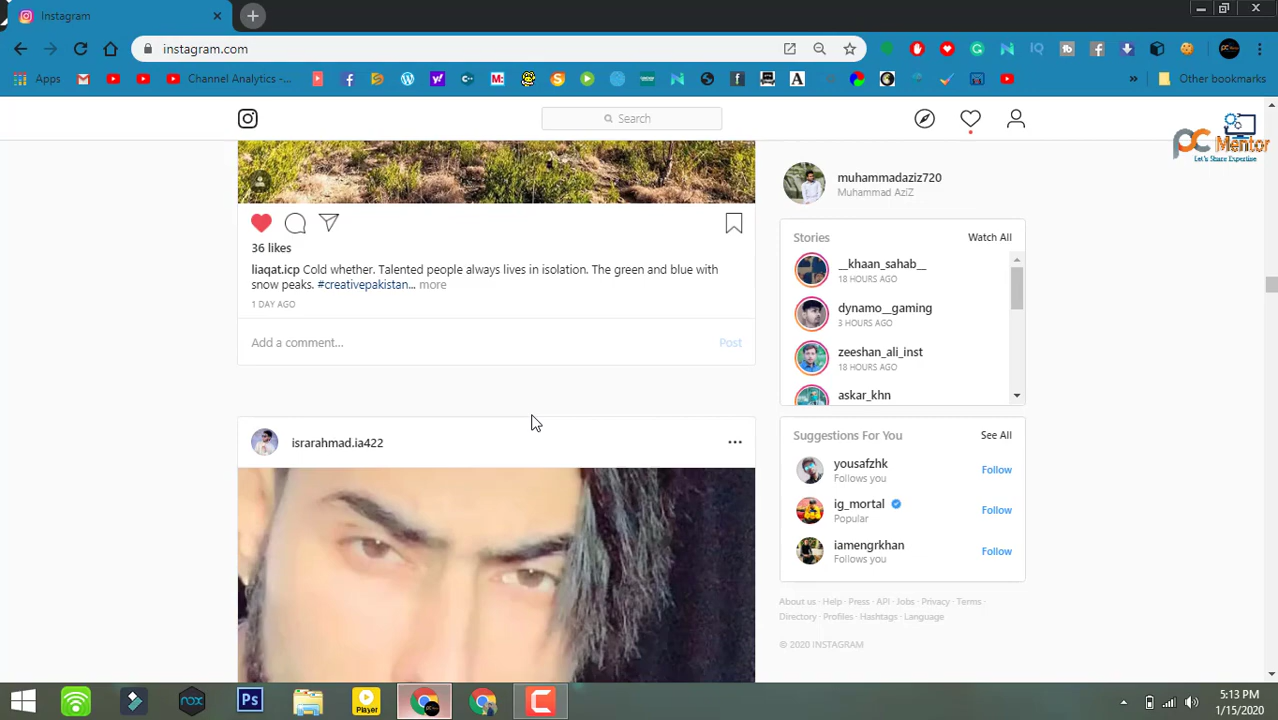 Instagram
instagram.com
Apps
Channel Analytics -...
Other bookmarks
Search
PC Mentor
Let's Share Expertise
muhammadaziz720
Muhammad AziZ
36 likes
liaqat.icp Cold whether. Talented people always lives in isolation. The green and blue with
snow peaks. #creativepakistan... more
1 DAY AGO
Add a comment... Post
Stories Watch All
__khaan_sahab__
18 HOURS AGO
dynamo__gaming
3 HOURS AGO
zeeshan_ali_inst
18 HOURS AGO
askar_khn
israrahmad.ia422
Suggestions For You See All
yousafzhk
Follows you
Follow
ig_mortal
Popular
Follow
iamengrkhan
Follows you
Follow
About us · Help · Press · API · Jobs · Privacy · Terms ·
Directory · Profiles · Hashtags · Language
© 2020 INSTAGRAM
nox
Ps
Player
5:13 PM
1/15/2020